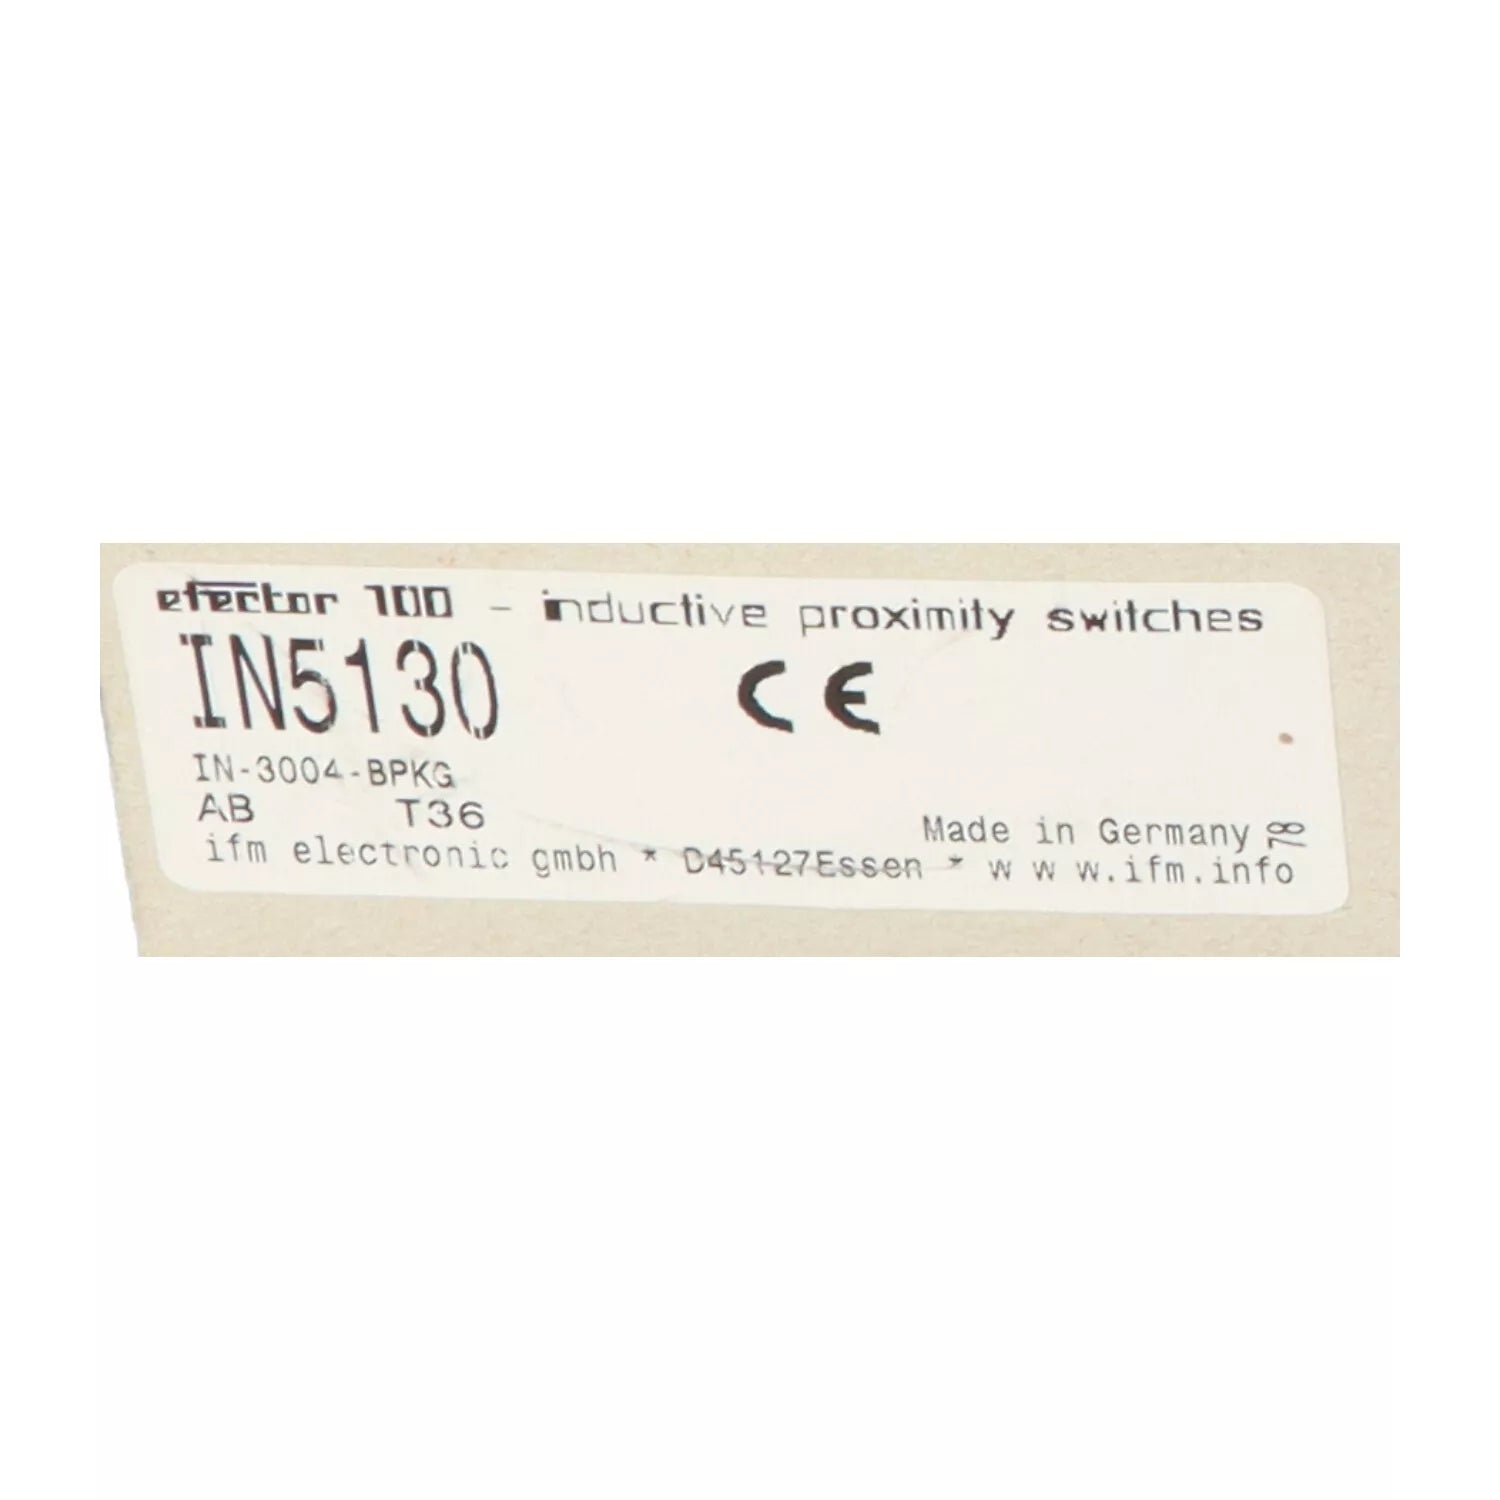 efector 100 - inductive proximity switches
IN5130
CE
IN-3004-BPKG
AB T36
Made in Germany 78
ifm electronic gmbh * D45127Essen * w w w.ifm.info